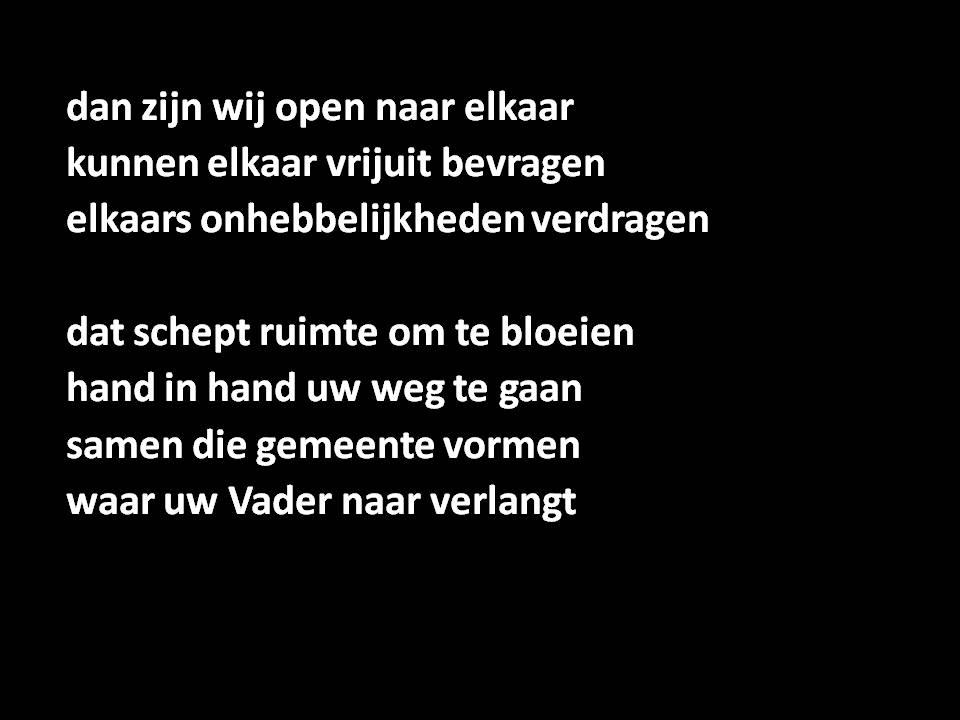 dan zijn wij open naar elkaar
kunnen elkaar vrijuit bevragen
elkaars onhebbelijkheden verdragen
dat schept ruimte om te bloeien
hand in hand uw weg te gaan
samen die gemeente vormen
waar uw Vader naar verlangt